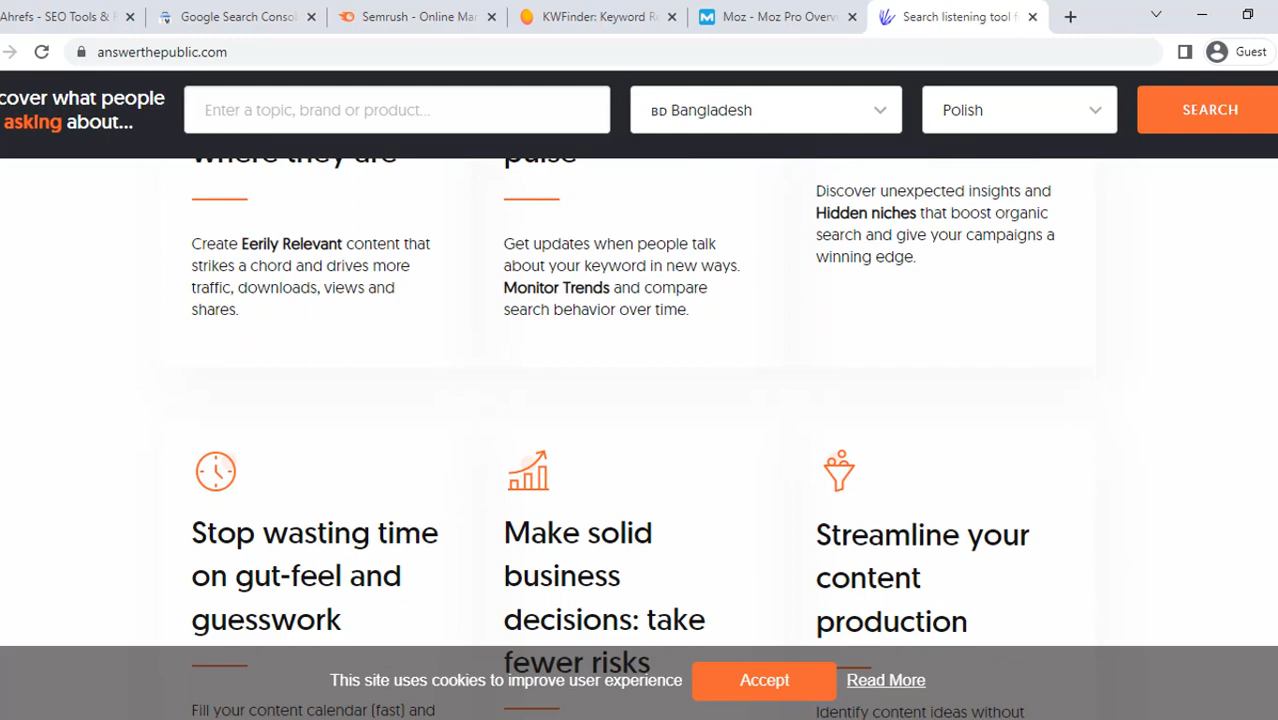 Ahrefs - SEO Tools & R
Google Search Consol
Semrush - Online Mar
KWFinder: Keyword R
Moz - Moz Pro Overv
Search listening tool f
answerthepublic.com
Guest
cover what people
asking about...
Enter a topic, brand or product...
BD Bangladesh
Polish
SEARCH
where they are
pulse
Create Eerily Relevant content that
strikes a chord and drives more
traffic, downloads, views and
shares.
Get updates when people talk
about your keyword in new ways.
Monitor Trends and compare
search behavior over time.
Discover unexpected insights and
Hidden niches that boost organic
search and give your campaigns a
winning edge.
Stop wasting time
on gut-feel and
guesswork
Make solid
business
decisions: take
fewer risks
Streamline your
content
production
This site uses cookies to improve user experience
Accept
Read More
Fill your content calendar (fast) and
Identify content ideas without